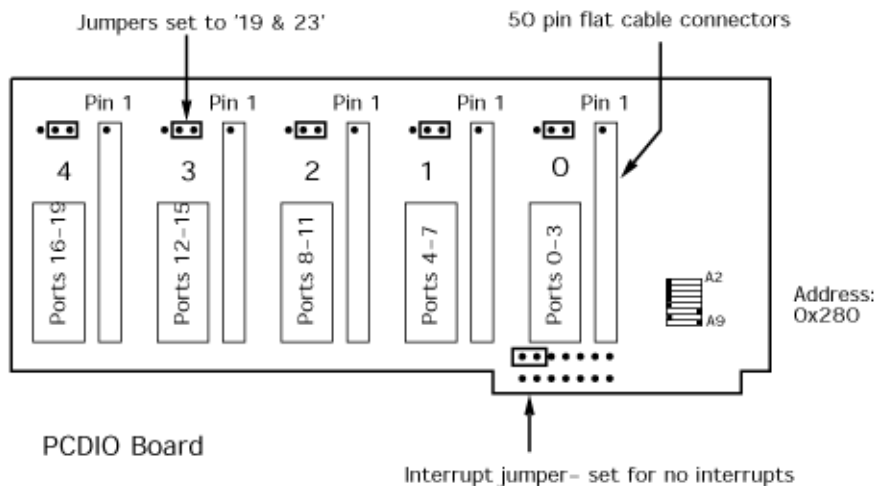 Jumpers set to '19 & 23'
50 pin flat cable connectors
Pin 1
Pin 1
Pin 1
Pin 1
Pin 1
4
3
2
1
0
Ports 16-19
Ports 12-15
Ports 8-11
Ports 4-7
Ports 0-3
A2
A9
Address:
0x280
PCDIO Board
Interrupt jumper- set for no interrupts